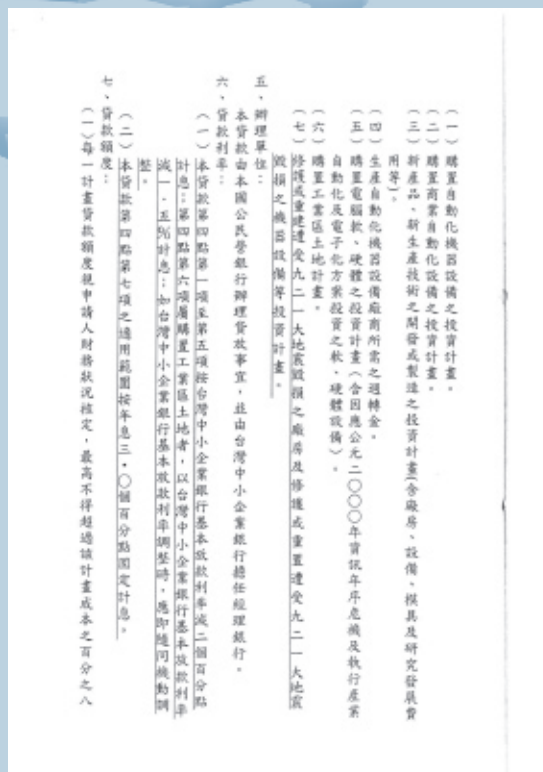 （一）購置自動化機器設備之投資計畫。
（二）購置商業自動化設備之投資計畫。
（三）新產品、新生產技術之開發或製造之投資計畫(含廠房、設備、模具及研究發展費
用等)。
（四）生產自動化機器設備廠商所需之週轉金。
（五）購置電腦軟、硬體之投資計畫（含因應公元二○○○年資訊年序危機及執行產業
自動化及電子化方案投資之軟、硬體設備）。
（六）購置工業區土地計畫。
（七）修護或重建遭受九二一大地震毀損之廠房及修護或重置遭受九二一大地震
毀損之機器設備等投資計畫。
五、辦理單位：
本貸款由本國公民營銀行辦理貸放事宜，並由台灣中小企業銀行擔任經理銀行。
六、貸款利率：
（一）本貸款第四點第一項至第五項按台灣中小企業銀行基本放款利率減二個百分點
計息；第四點第六項屬購置工業區土地者，以台灣中小企業銀行基本放款利率
減一．五%計息；如台灣中小企業銀行基本放款利率調整時，應即隨同機動調
整。
（二）本貸款第四點第七項之適用範圍按年息三．○個百分點固定計息。
七、貸款額度：
（一）每一計畫貸款額度視申請人財務狀況核定，最高不得超過該計畫成本之百分之八